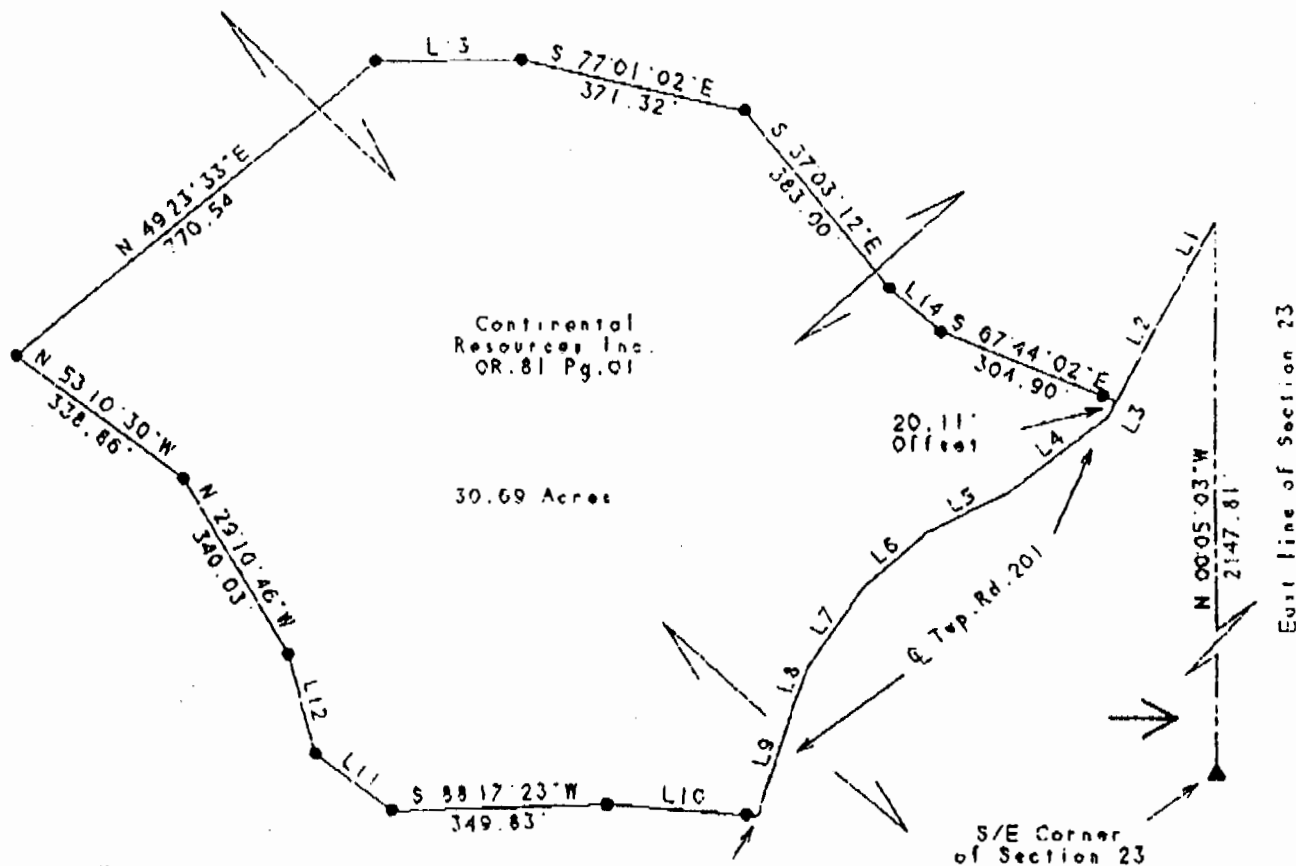 L 3
S 77°01'02"E
371.32'
S 37°03'12"E
383.00'
N 49°23'33"E
770.54
L1
L2
L14
S 67°44'02"E
304.90'
L3
Continental
Resources Inc.
OR.81 Pg.01
20.11'
Offset
L4
N 53°10'30"W
338.86'
30.69 Acres
L5
L6
N 29°10'46"W
340.03'
L7
L8
℄ Twp.Rd.201
N 00°05'03"W
2147.81'
East line of Section 23
L12
L9
L11
S 88°17'23"W
349.83'
L10
S/E Corner
of Section 23